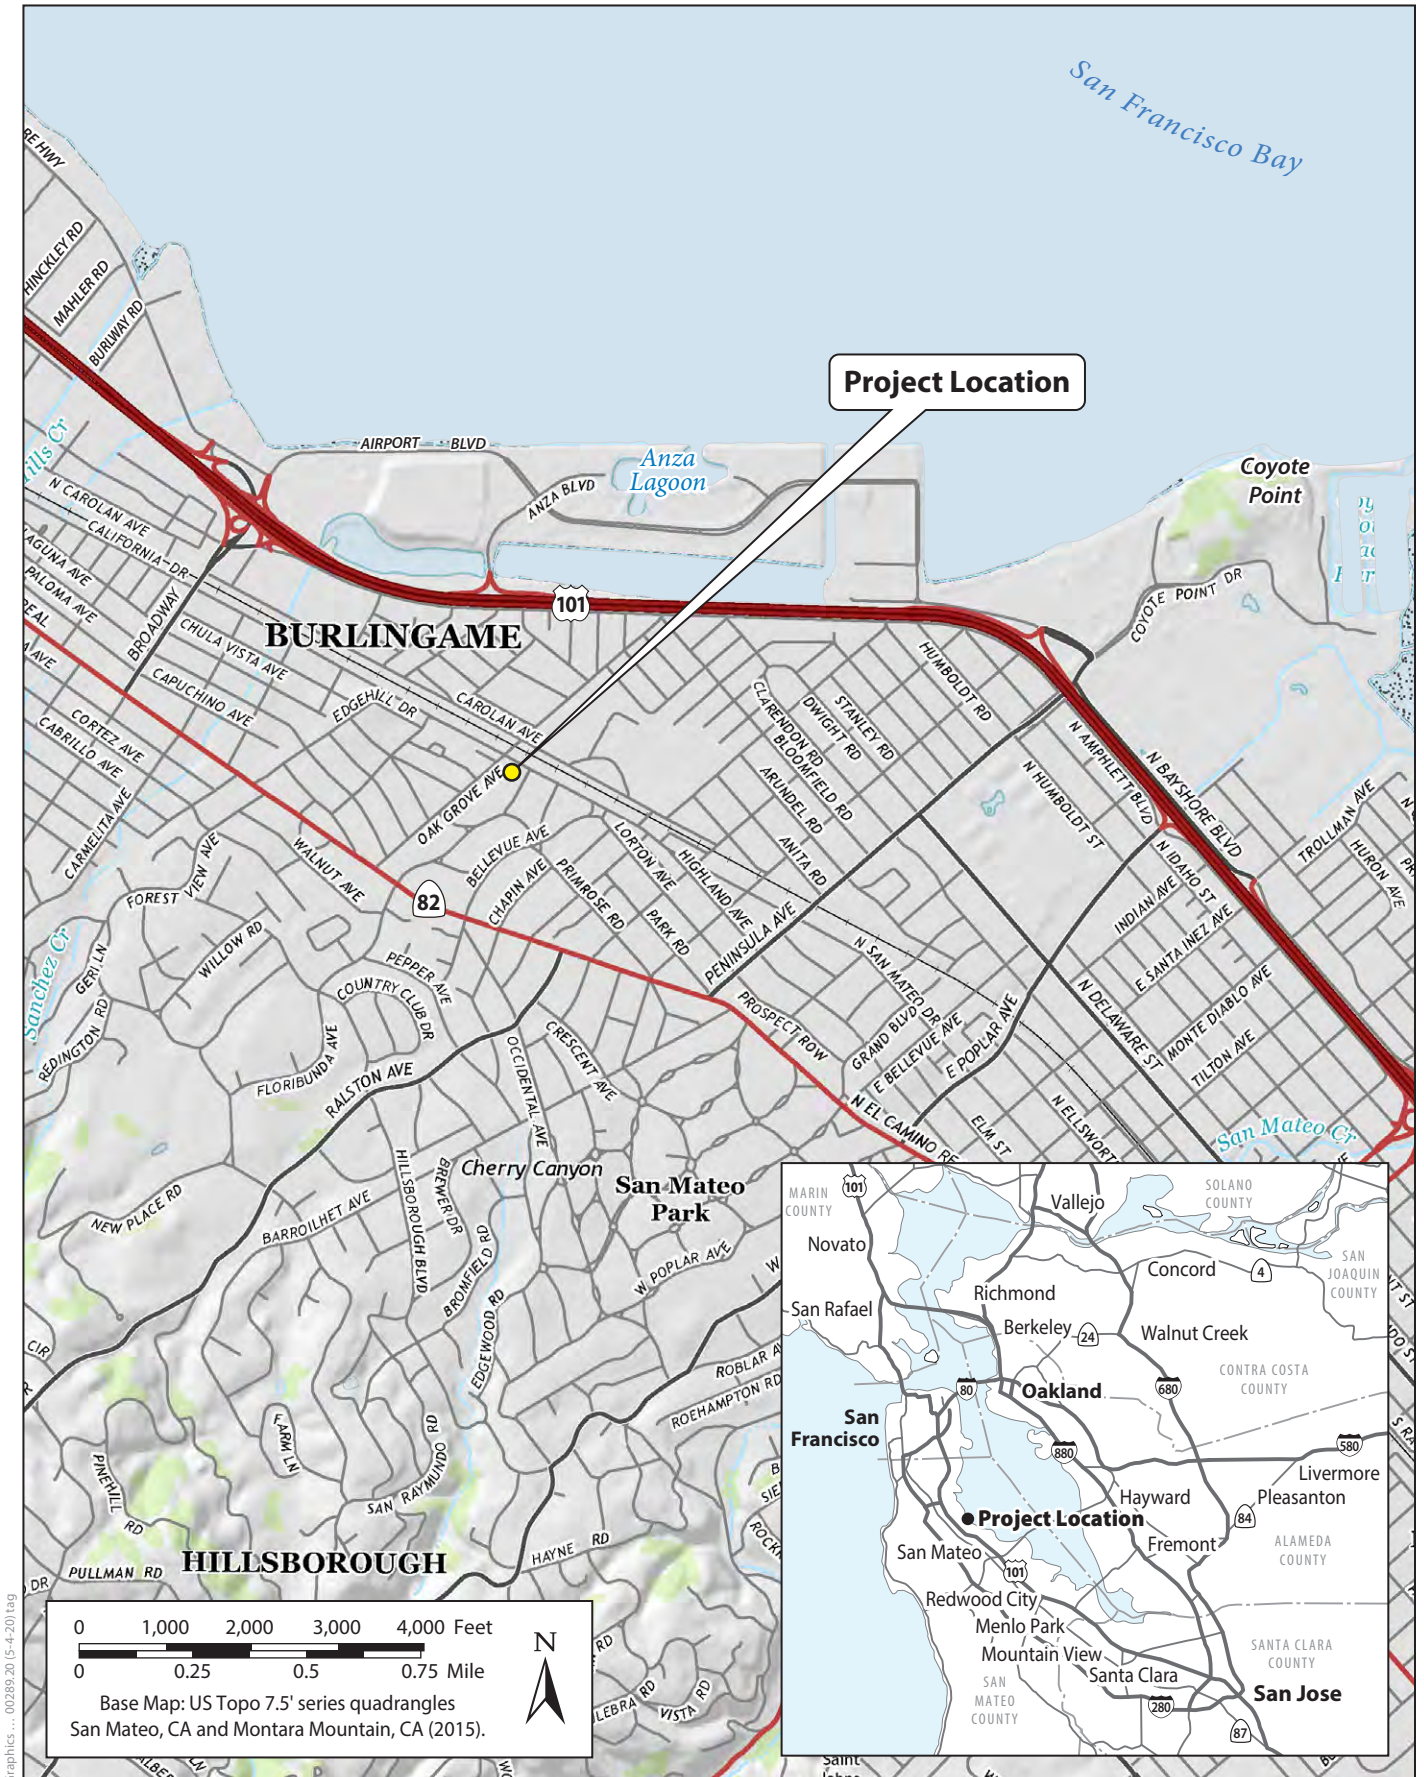 San Francisco Bay
HINCKLEY RD
MAHLER RD
BURLWAY RD
Project Location
AIRPORT BLVD
Anza
Lagoon
ANZA BLVD
Coyote
Point
COYOTE POINT DR
N CAROLAN AVE
CALIFORNIA DR
PALOMA AVE
BROADWAY
CHULA VISTA AVE
CAPUCHINO AVE
CORTEZ AVE
CABRILLO AVE
CARMELITA AVE
101
BURLINGAME
EDGEHILL DR
CAROLAN AVE
OAK GROVE AVE
HUMBOLDT RD
STANLEY RD
DWIGHT RD
CLARENDON RD
BLOOMFIELD RD
ARUNDEL RD
ANITA RD
N AMPHLETT BLVD
N BAYSHORE BLVD
N HUMBOLDT ST
N IDAHO ST
INDIAN AVE
E SANTA INEZ AVE
TROLLMAN AVE
HURON AVE
WALNUT AVE
FOREST VIEW AVE
BELLEVUE AVE
CHAPIN AVE
PRIMROSE RD
LORTON AVE
HIGHLAND AVE
PARK RD
PENINSULA AVE
82
WILLOW RD
GERI LN
Sanchez Cr
REDINGTON RD
PEPPER AVE
COUNTRY CLUB DR
FLORIBUNDA AVE
RALSTON AVE
OCCIDENTAL AVE
CRESCENT AVE
PROSPECT ROW
N SAN MATEO DR
GRAND BLVD
E BELLEVUE AVE
E POPLAR AVE
N DELAWARE ST
MONTE DIABLO AVE
TILTON AVE
ELM ST
San Mateo Cr
Cherry Canyon
San Mateo
Park
W POPLAR AVE
NEW PLACE RD
BARROILHET AVE
HILLSBOROUGH BLVD
BREWER DR
BROMFIELD RD
EDGEWOOD RD
ROEHAMPTON RD
FARM LN
SAN RAYMUNDO RD
PINEHILL RD
PULLMAN RD
HAYNE RD
HILLSBOROUGH
VISTA RD
0 1,000 2,000 3,000 4,000 Feet
0 0.25 0.5 0.75 Mile
N
Base Map: US Topo 7.5' series quadrangles
San Mateo, CA and Montara Mountain, CA (2015).
MARIN
COUNTY
101
Novato
Vallejo
SOLANO
COUNTY
SAN
JOAQUIN
COUNTY
Concord
4
Richmond
San Rafael
Berkeley
24
Walnut Creek
CONTRA COSTA
COUNTY
80
Oakland
680
San
Francisco
880
580
Livermore
Pleasanton
Hayward
84
Project Location
Fremont
ALAMEDA
COUNTY
San Mateo
101
Redwood City
Menlo Park
Mountain View
Santa Clara
SANTA CLARA
COUNTY
SAN
MATEO
COUNTY
280
San Jose
87